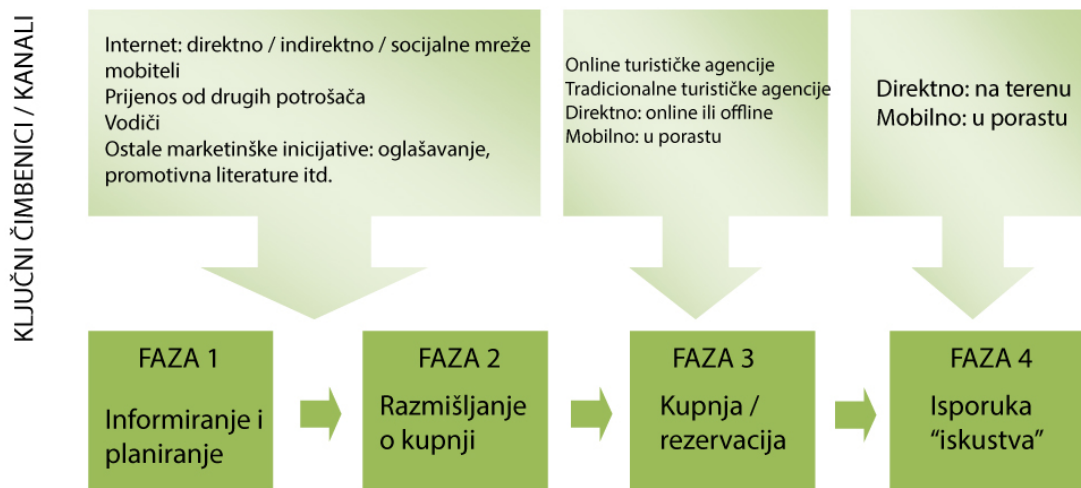 KLJUČNI ČIMBENICI / KANALI
Internet: direktno / indirektno / socijalne mreže
mobiteli
Prijenos od drugih potrošača
Vodiči
Ostale marketinške inicijative: oglašavanje,
promotivna literature itd.
Online turističke agencije
Tradicionalne turističke agencije
Direktno: online ili offline
Mobilno: u porastu
Direktno: na terenu
Mobilno: u porastu
FAZA 1
Informiranje i
planiranje
FAZA 2
Razmišljanje
o kupnji
FAZA 3
Kupnja /
rezervacija
FAZA 4
Isporuka
“iskustva”